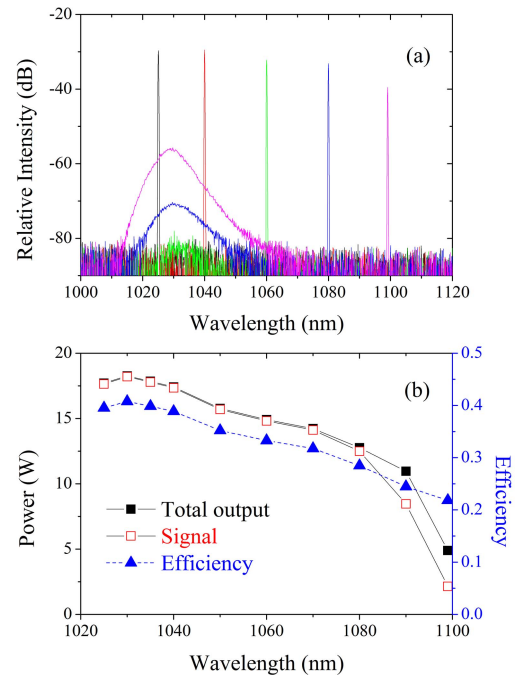 -20
(a)
-40
-60
-80
Relative Intensity (dB)
1000 1020 1040 1060 1080 1100 1120
Wavelength (nm)
20 0.5
(b)
15 0.4
0.3
10
0.2
5
0.1
0 0.0
Power (W)
Efficiency
Total output
Signal
Efficiency
1020 1040 1060 1080 1100
Wavelength (nm)